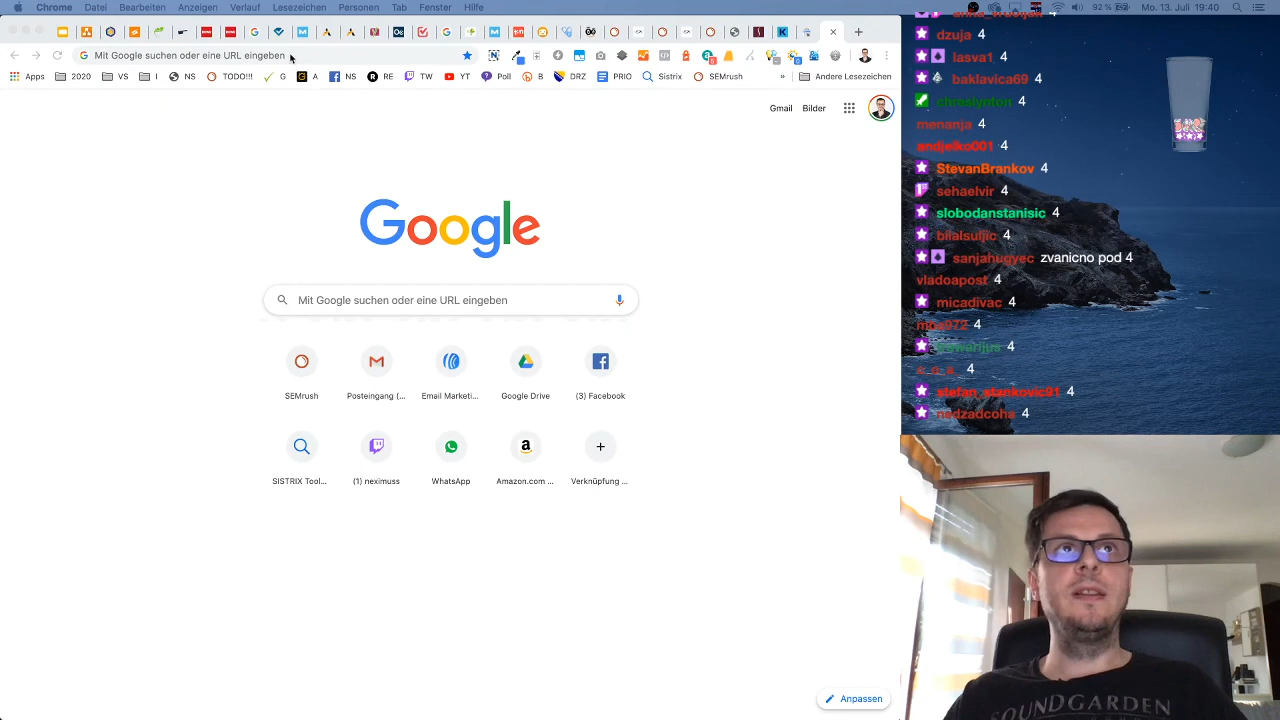 Chrome Datei Bearbeiten Anzeigen Verlauf Lesezeichen Personen Tab Fenster Hilfe
92 % Mo. 13. Juli 19:40
Mit Google suchen oder eine URL eingeben
Apps 2020 VS I NS TODO!!! G A NS RE TW YT Poll B DRZ PRIO Sistrix SEMrush » Andere Lesezeichen
Gmail Bilder
Google
Mit Google suchen oder eine URL eingeben
SEMrush Posteingang (... Email Marketi... Google Drive (3) Facebook
SISTRIX Tool... (1) neximuss WhatsApp Amazon.com ... Verknüpfung ...
Anpassen
4
dzuja 4
lasva1 4
baklavica69 4
4
menanja 4
andjelko001 4
StevanBrankov 4
sehaelvir 4
slobodanstanisic 4
bilalsuljic 4
sanjahugyec zvanicno pod 4
vladoapost 4
micadivac 4
4
4
4
stefan_stankovic91 4
nedzadcoha 4
SOUNDGARDEN